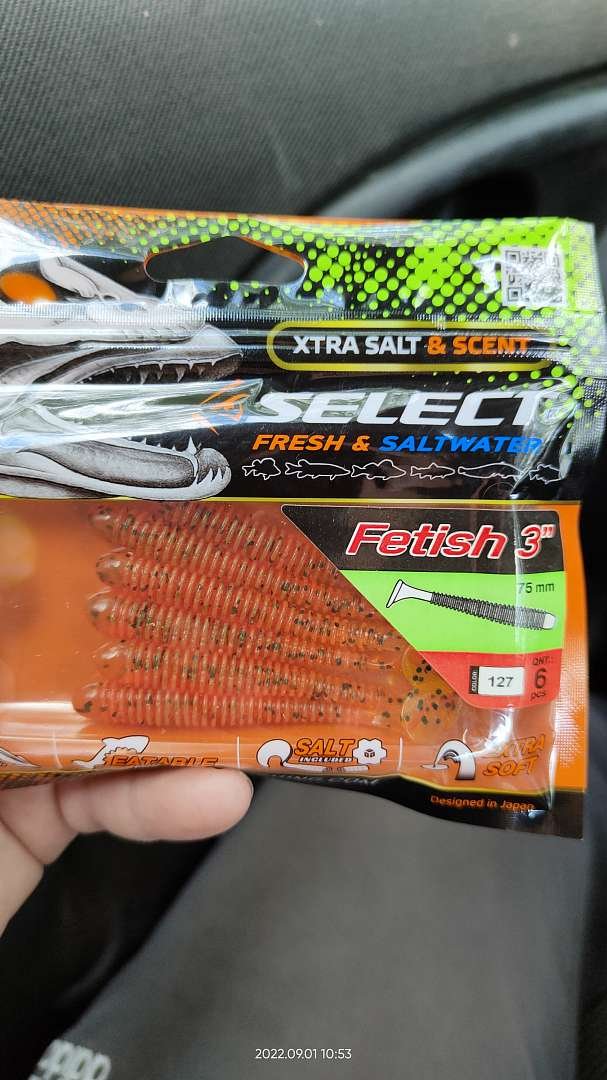 XTRA SALT & SCENT
SELECT
FRESH & SALTWATER
Fetish 3"
75 mm
COLOR 127
QNT.:
6
pcs
EATABLE
SALT
INCLUDED
XTRA
SOFT
Designed in Japan
2022.09.01 10:53